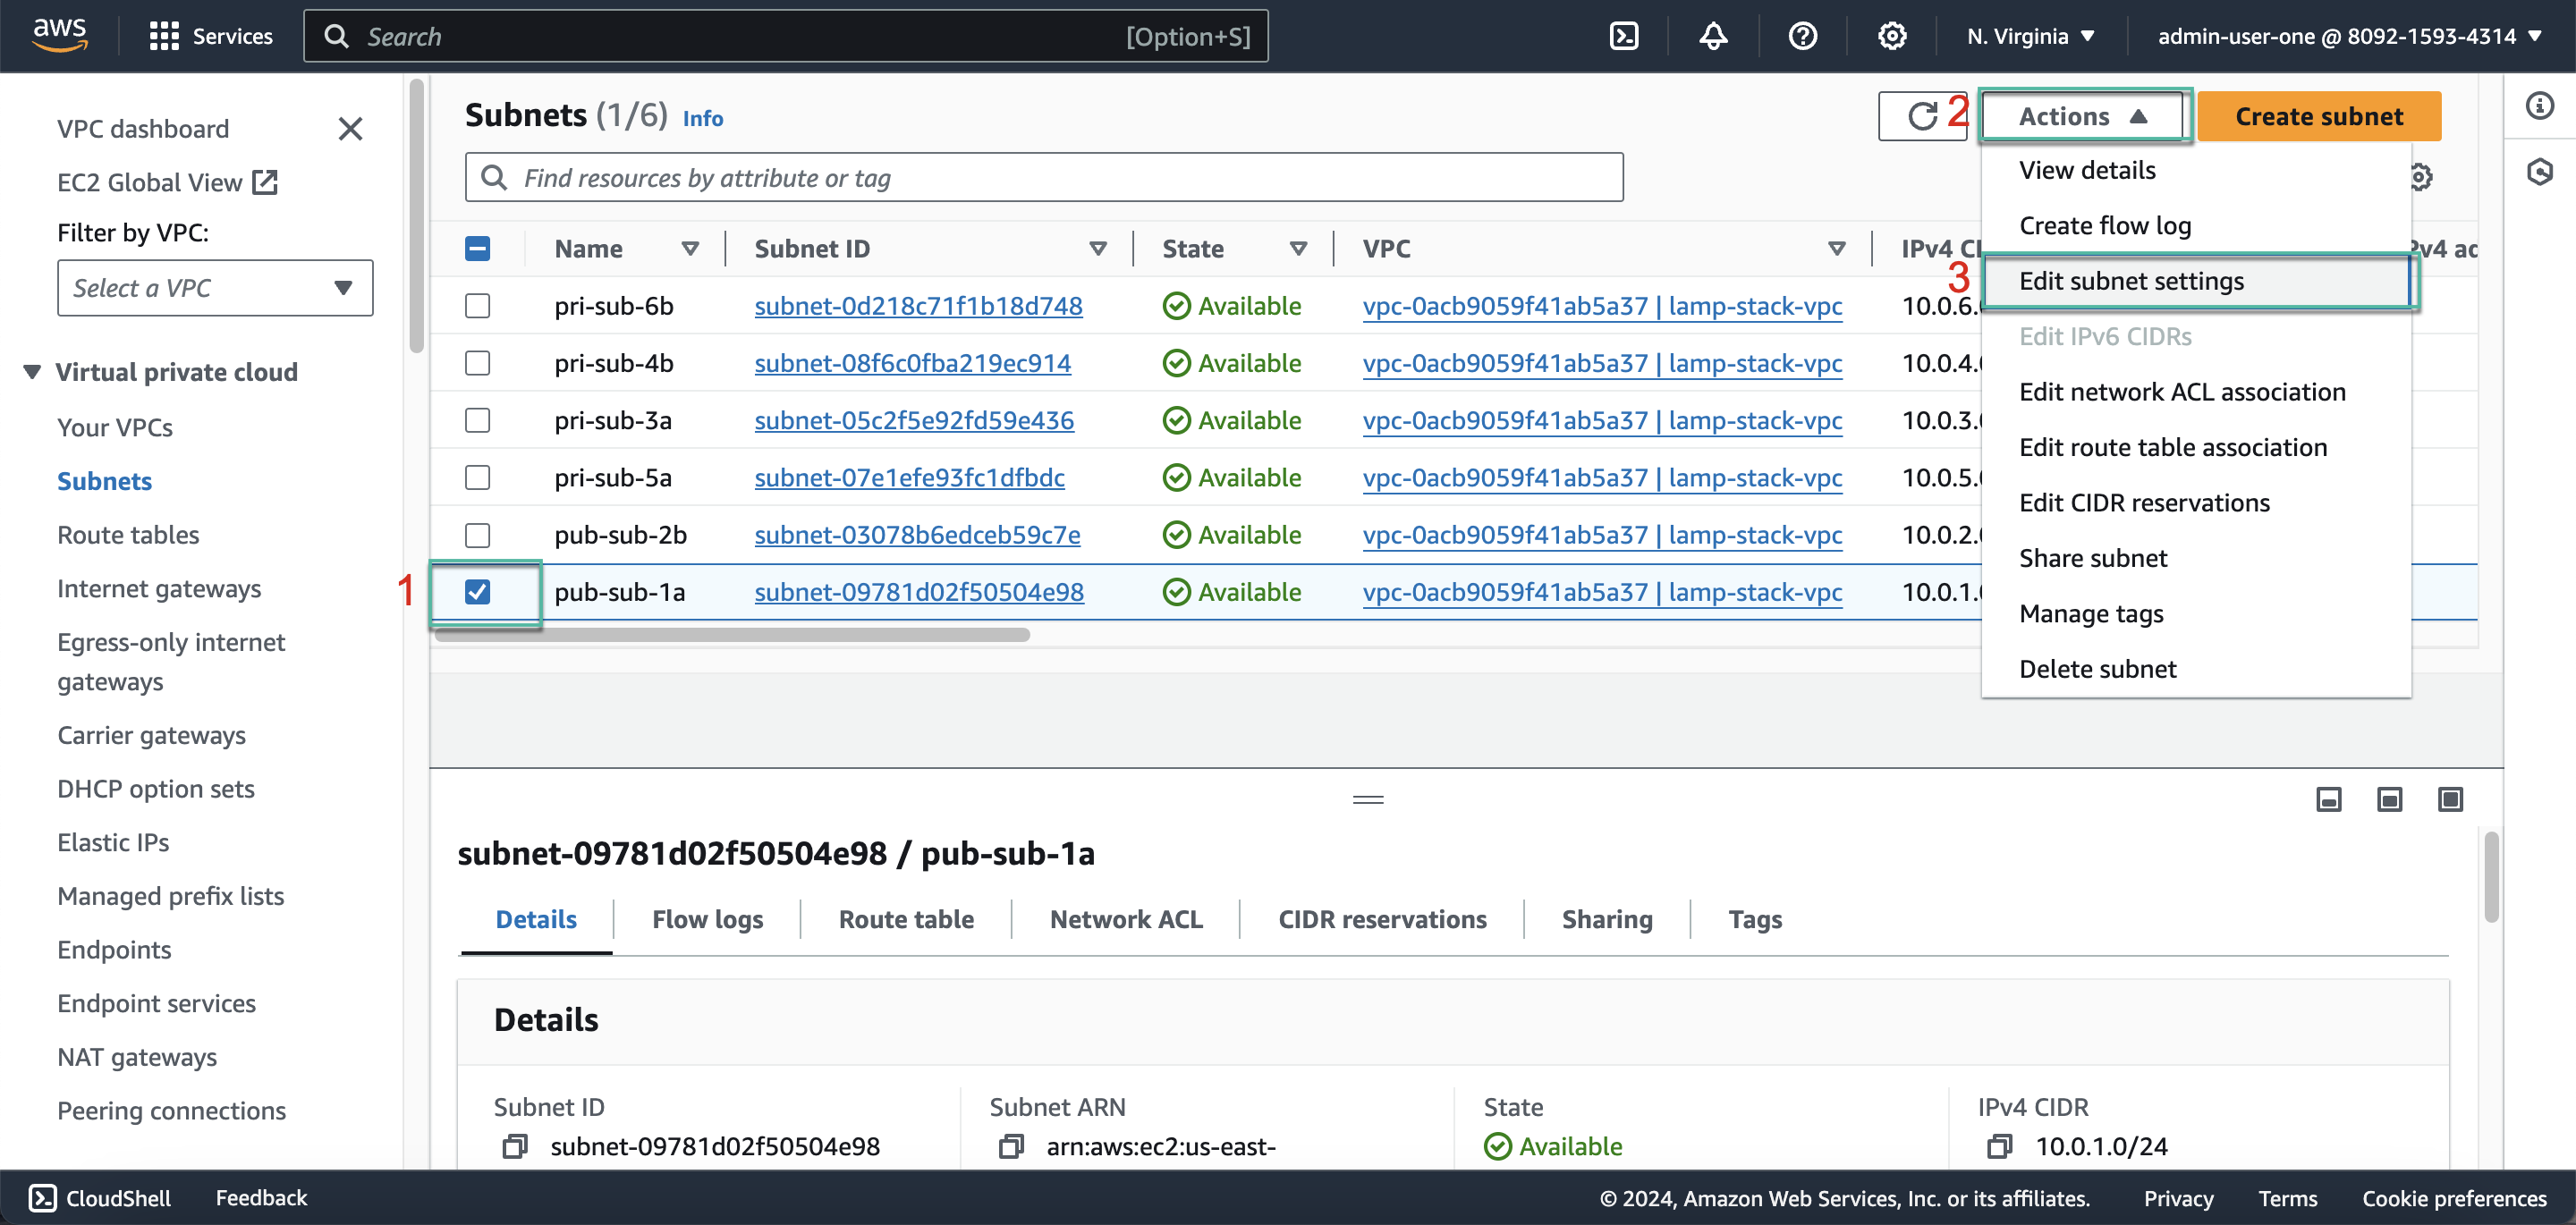 aws
Services
Search
[Option+S]
N. Virginia
admin-user-one @ 8092-1593-4314
VPC dashboard
EC2 Global View
Filter by VPC:
Select a VPC
Virtual private cloud
Your VPCs
Subnets
Route tables
Internet gateways
Egress-only internet
gateways
Carrier gateways
DHCP option sets
Elastic IPs
Managed prefix lists
Endpoints
Endpoint services
NAT gateways
Peering connections
Subnets (1/6) Info
2
Actions
Create subnet
Find resources by attribute or tag
Name Subnet ID State VPC IPv4 CI
pri-sub-6b subnet-0d218c71f1b18d748 Available vpc-0acb9059f41ab5a37 | lamp-stack-vpc 10.0.6.
pri-sub-4b subnet-08f6c0fba219ec914 Available vpc-0acb9059f41ab5a37 | lamp-stack-vpc 10.0.4.
pri-sub-3a subnet-05c2f5e92fd59e436 Available vpc-0acb9059f41ab5a37 | lamp-stack-vpc 10.0.3.
pri-sub-5a subnet-07e1efe93fc1dfbdc Available vpc-0acb9059f41ab5a37 | lamp-stack-vpc 10.0.5.
pub-sub-2b subnet-03078b6edceb59c7e Available vpc-0acb9059f41ab5a37 | lamp-stack-vpc 10.0.2.
1 pub-sub-1a subnet-09781d02f50504e98 Available vpc-0acb9059f41ab5a37 | lamp-stack-vpc 10.0.1.
View details
Create flow log
3 Edit subnet settings
Edit IPv6 CIDRs
Edit network ACL association
Edit route table association
Edit CIDR reservations
Share subnet
Manage tags
Delete subnet
subnet-09781d02f50504e98 / pub-sub-1a
Details Flow logs Route table Network ACL CIDR reservations Sharing Tags
Details
Subnet ID
subnet-09781d02f50504e98
Subnet ARN
arn:aws:ec2:us-east-
State
Available
IPv4 CIDR
10.0.1.0/24
CloudShell Feedback
© 2024, Amazon Web Services, Inc. or its affiliates. Privacy Terms Cookie preferences